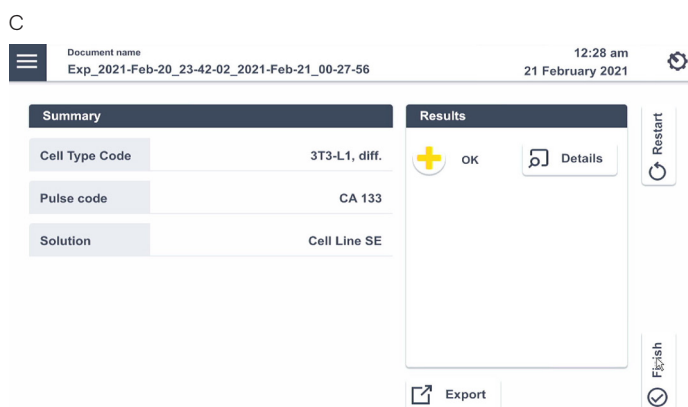 C
Document name
Exp_2021-Feb-20_23-42-02_2021-Feb-21_00-27-56
12:28 am
21 February 2021
Summary
Cell Type Code 3T3-L1, diff.
Pulse code CA 133
Solution Cell Line SE
Results
OK Details
Export
Restart
Finish